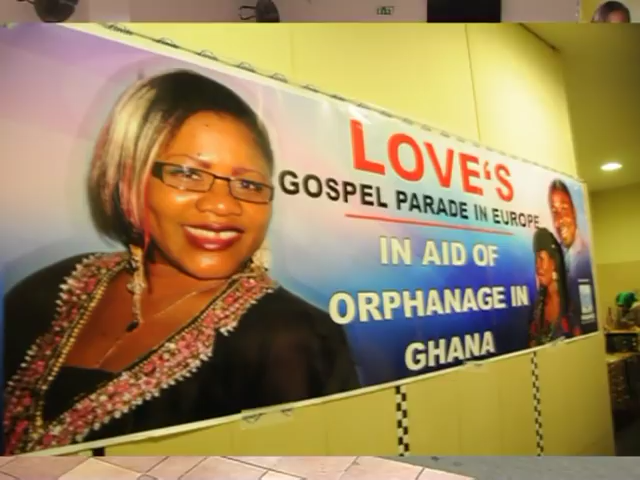 LOVE'S
GOSPEL PARADE IN EUROPE
IN AID OF
ORPHANAGE IN
GHANA